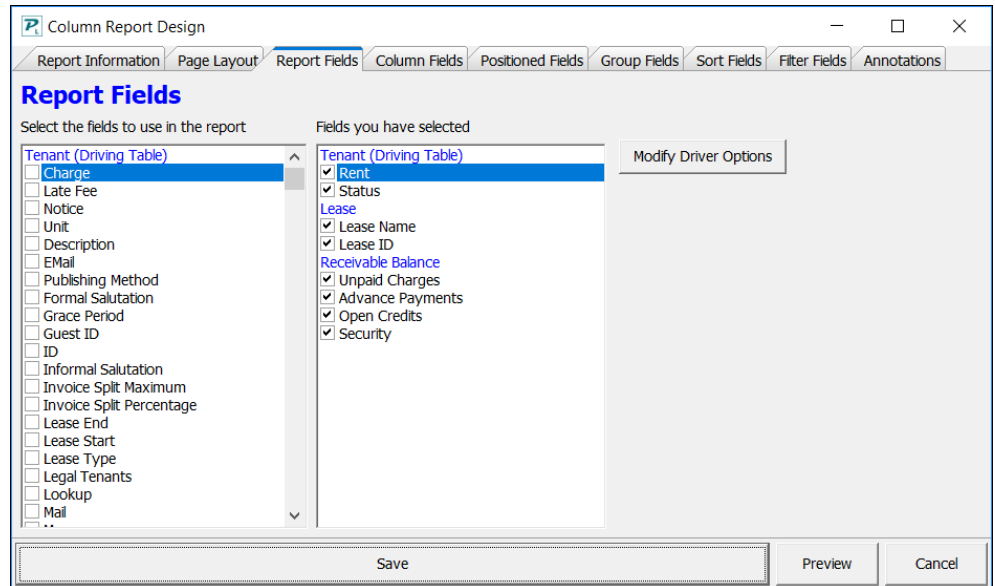 Column Report Design
Report Information Page Layout Report Fields Column Fields Positioned Fields Group Fields Sort Fields Filter Fields Annotations
Report Fields
Select the fields to use in the report
Tenant (Driving Table)
Charge
Late Fee
Notice
Unit
Description
EMail
Publishing Method
Formal Salutation
Grace Period
Guest ID
ID
Informal Salutation
Invoice Split Maximum
Invoice Split Percentage
Lease End
Lease Start
Lease Type
Legal Tenants
Lookup
Mail
Fields you have selected
Tenant (Driving Table)
Rent
Status
Lease
Lease Name
Lease ID
Receivable Balance
Unpaid Charges
Advance Payments
Open Credits
Security
Modify Driver Options
Save Preview Cancel